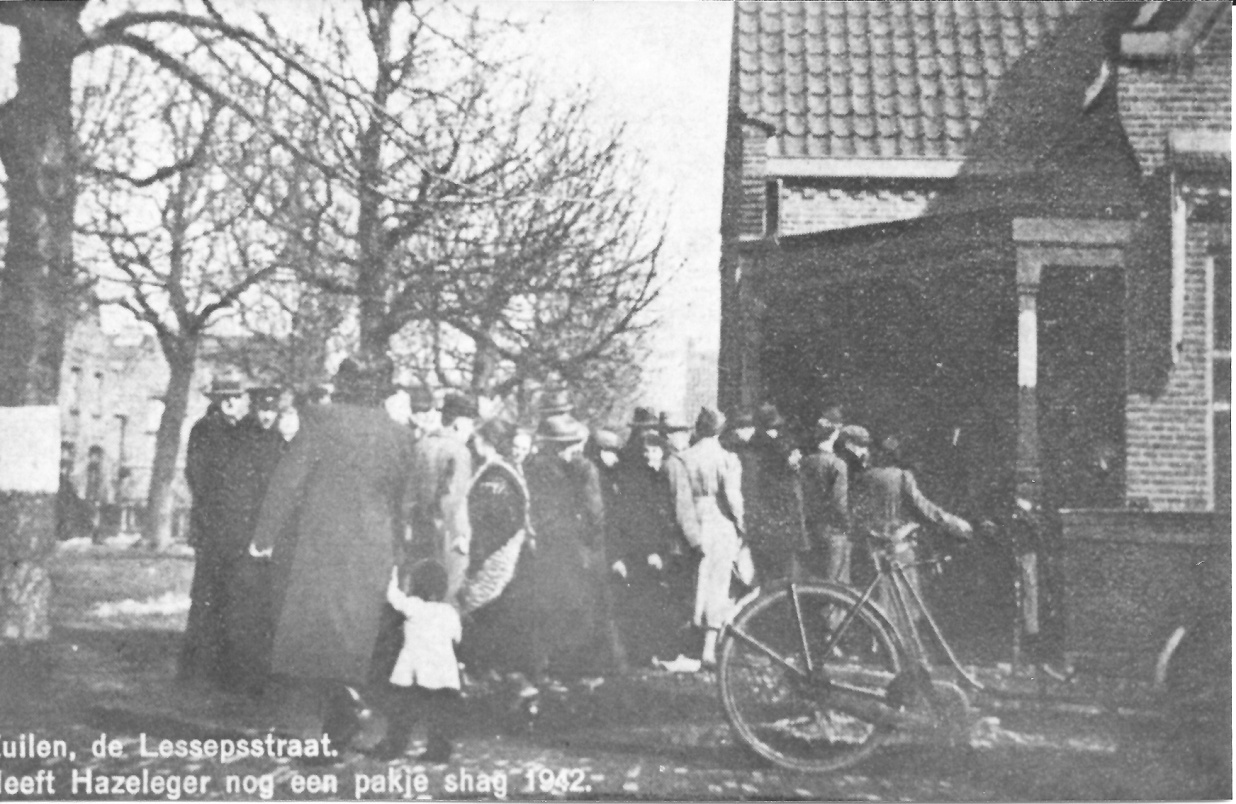 uilen, de Lessepsstraat.
eeft Hazeleger nog een pakje shag 1942.